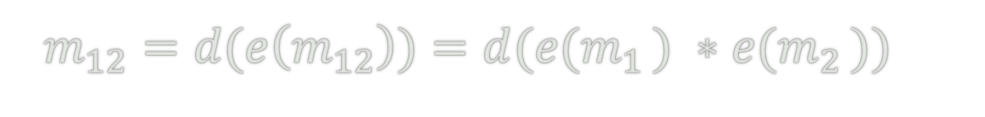 m₁₂ = d(e(m₁₂)) = d(e(m₁) * e(m₂))